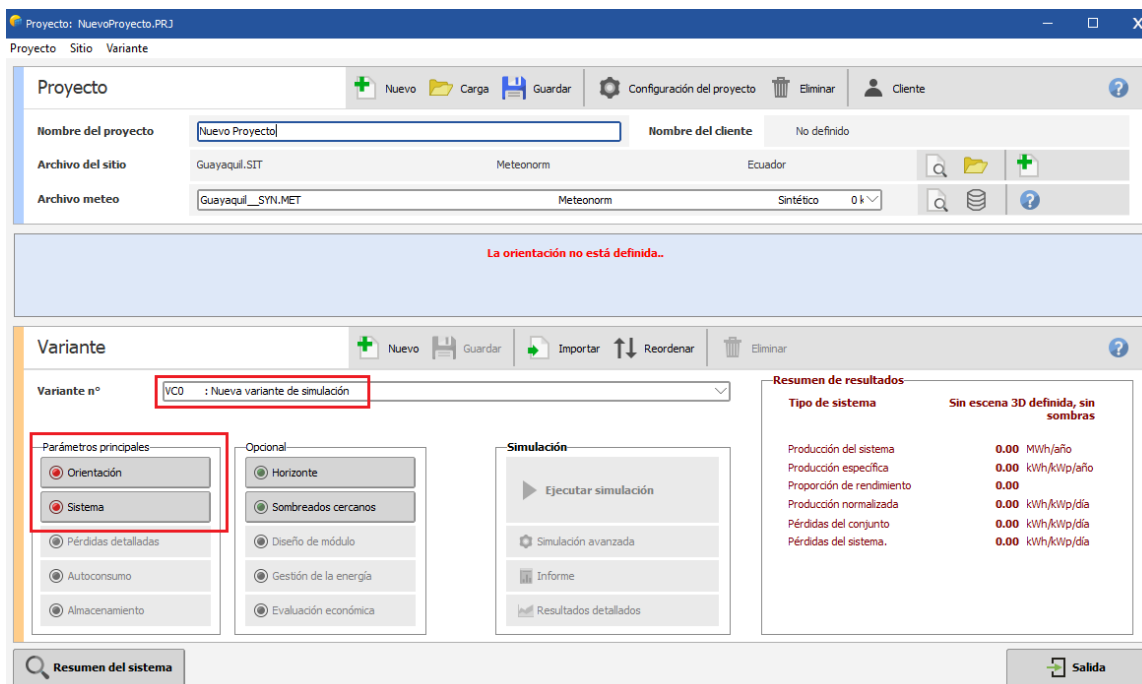 Proyecto: NuevoProyecto.PRJ
Proyecto Sitio Variante
Proyecto Nuevo Carga Guardar Configuración del proyecto Eliminar Cliente
Nombre del proyecto Nuevo Proyecto Nombre del cliente No definido
Archivo del sitio Guayaquil.SIT Meteonorm Ecuador
Archivo meteo Guayaquil__SYN.MET Meteonorm Sintético 0 k
La orientación no está definida..
Variante Nuevo Guardar Importar Reordenar Eliminar
Variante n° VC0 : Nueva variante de simulación
Resumen de resultados
Tipo de sistema Sin escena 3D definida, sin
sombras
Parámetros principales Opcional Simulación
Orientación Horizonte Ejecutar simulación
Sistema Sombreados cercanos
Pérdidas detalladas Diseño de módulo Simulación avanzada
Autoconsumo Gestión de la energía Informe
Almacenamiento Evaluación económica Resultados detallados
Producción del sistema 0.00 MWh/año
Producción específica 0.00 kWh/kWp/año
Proporción de rendimiento 0.00
Producción normalizada 0.00 kWh/kWp/día
Pérdidas del conjunto 0.00 kWh/kWp/día
Pérdidas del sistema. 0.00 kWh/kWp/día
Resumen del sistema Salida